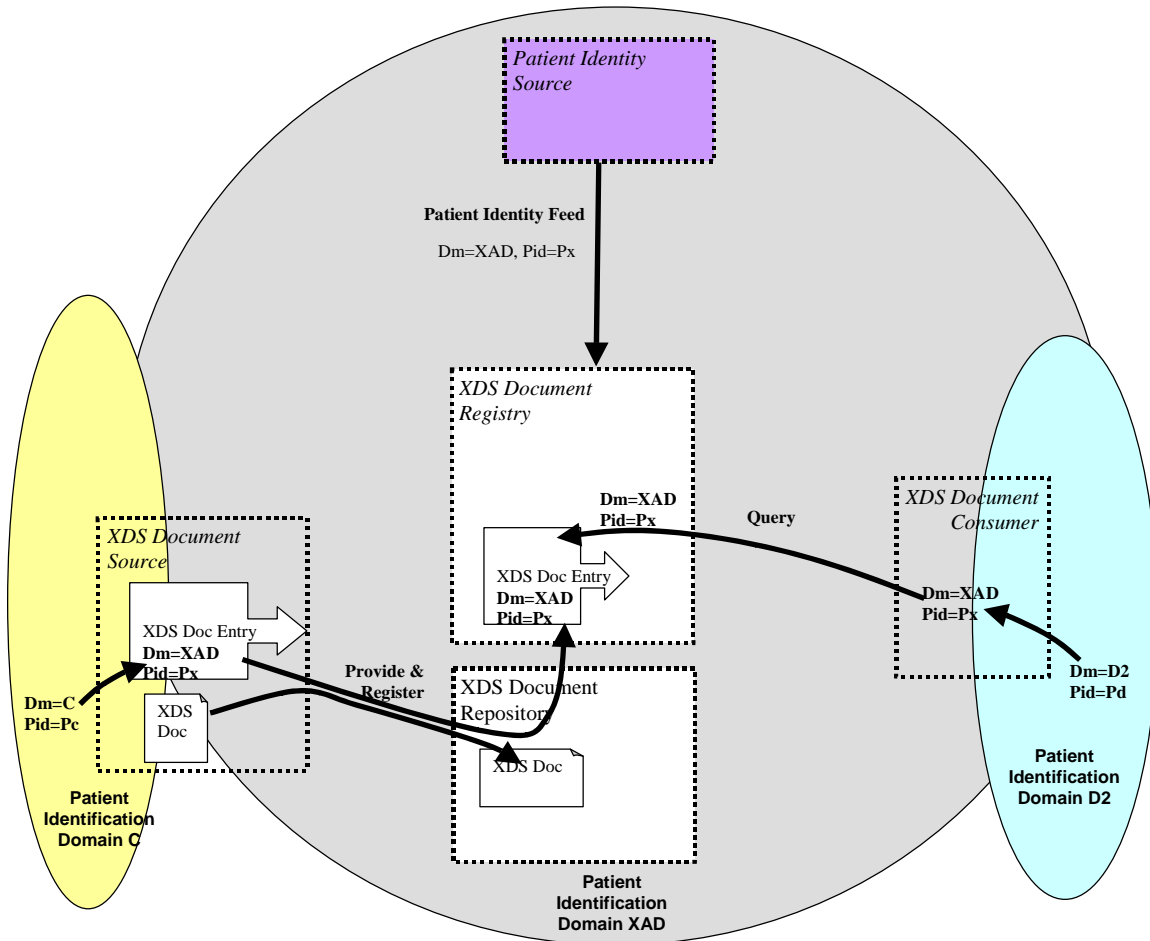 Patient Identity
Source
Patient Identity Feed
Dm=XAD, Pid=Px
XDS Document
Registry
Dm=XAD
Pid=Px
XDS Doc Entry
Dm=XAD
Pid=Px
Query
XDS Document
Consumer
Dm=XAD
Pid=Px
Dm=D2
Pid=Pd
Patient
Identification
Domain D2
XDS Document
Source
XDS Doc Entry
Dm=XAD
Pid=Px
Dm=C
Pid=Pc
XDS
Doc
Patient
Identification
Domain C
Provide &
Register
XDS Document
Repository
XDS Doc
Patient
Identification
Domain XAD